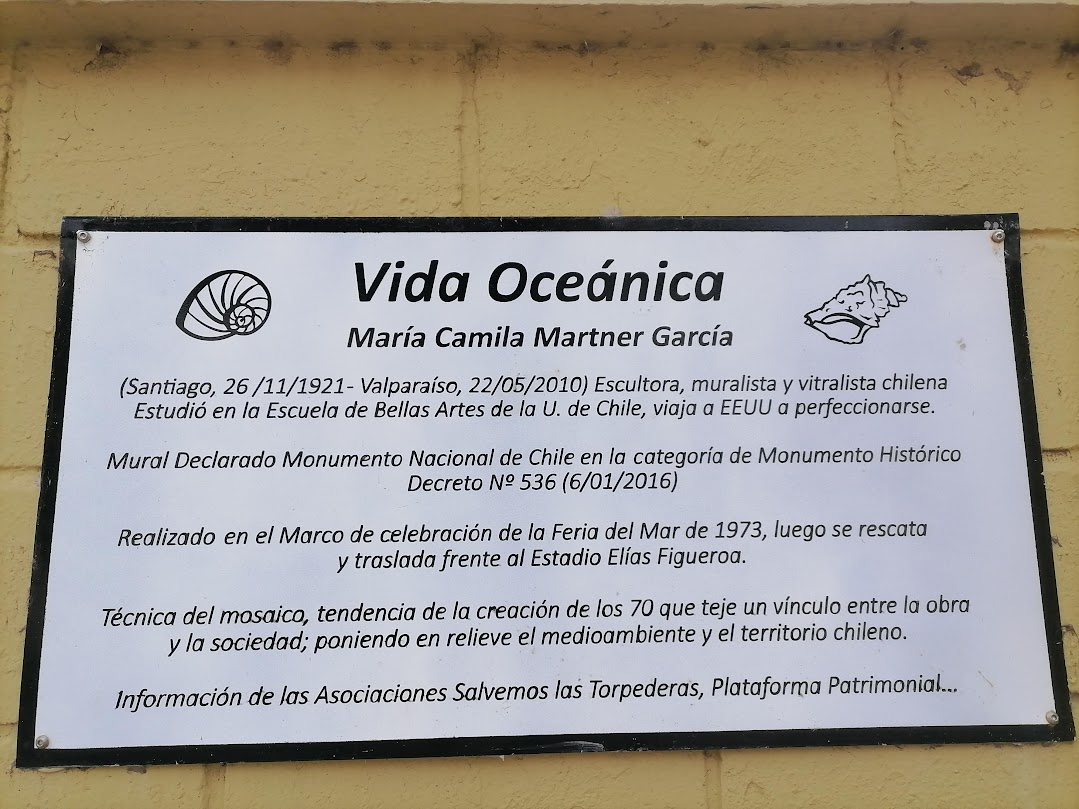 Vida Oceánica
María Camila Martner García
(Santiago, 26 /11/1921- Valparaíso, 22/05/2010) Escultora, muralista y vitralista chilena
Estudió en la Escuela de Bellas Artes de la U. de Chile, viaja a EEUU a perfeccionarse.
Mural Declarado Monumento Nacional de Chile en la categoría de Monumento Histórico
Decreto Nº 536 (6/01/2016)
Realizado en el Marco de celebración de la Feria del Mar de 1973, luego se rescata
y traslada frente al Estadio Elías Figueroa.
Técnica del mosaico, tendencia de la creación de los 70 que teje un vínculo entre la obra
y la sociedad; poniendo en relieve el medioambiente y el territorio chileno.
Información de las Asociaciones Salvemos las Torpederas, Plataforma Patrimonial...